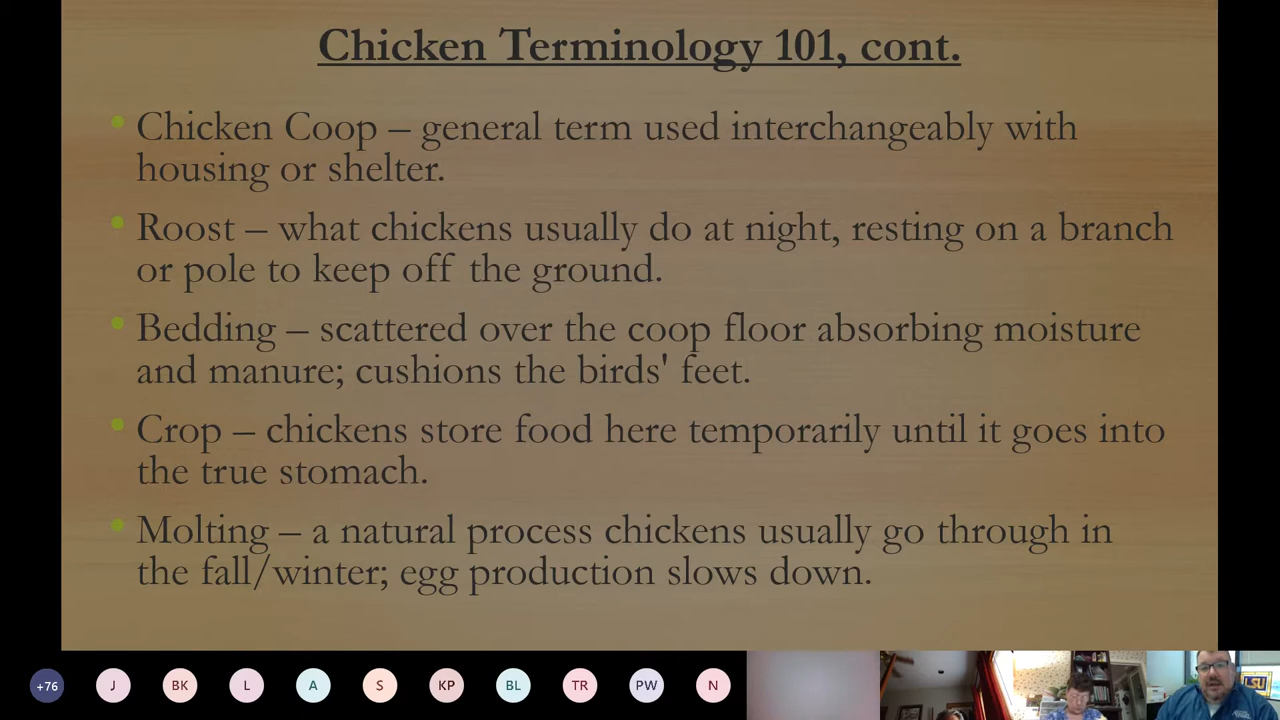 Chicken Terminology 101, cont.
• Chicken Coop – general term used interchangeably with
housing or shelter.
• Roost – what chickens usually do at night, resting on a branch
or pole to keep off the ground.
• Bedding – scattered over the coop floor absorbing moisture
and manure; cushions the birds' feet.
• Crop – chickens store food here temporarily until it goes into
the true stomach.
• Molting – a natural process chickens usually go through in
the fall/winter; egg production slows down.
+76 J BK L A S KP BL TR PW N
LSU